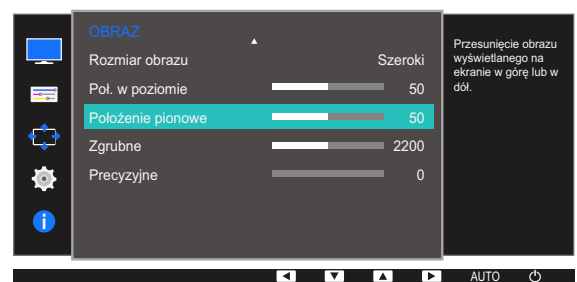 OBRAZ
Rozmiar obrazu Szeroki
Poł. w poziomie 50
Położenie pionowe 50
Zgrubne 2200
Precyzyjne 0
Przesunięcie obrazu
wyświetlanego na
ekranie w górę lub w
dół.
AUTO